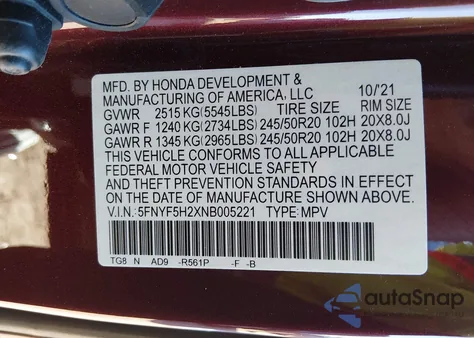 MFD. BY HONDA DEVELOPMENT &
MANUFACTURING OF AMERICA, LLC 10/21
GVWR 2515 KG(5545LBS) TIRE SIZE RIM SIZE
GAWR F 1240 KG(2734LBS) 245/50R20 102H 20X8.0J
GAWR R 1345 KG(2965LBS) 245/50R20 102H 20X8.0J
THIS VEHICLE CONFORMS TO ALL APPLICABLE
FEDERAL MOTOR VEHICLE SAFETY
AND THEFT PREVENTION STANDARDS IN EFFECT
ON THE DATE OF MANUFACTURE SHOWN ABOVE.
V.I.N.:5FNYF5H2XNB005221 TYPE:MPV
TG8 N AD9 -R561P -F -B
autoSnap